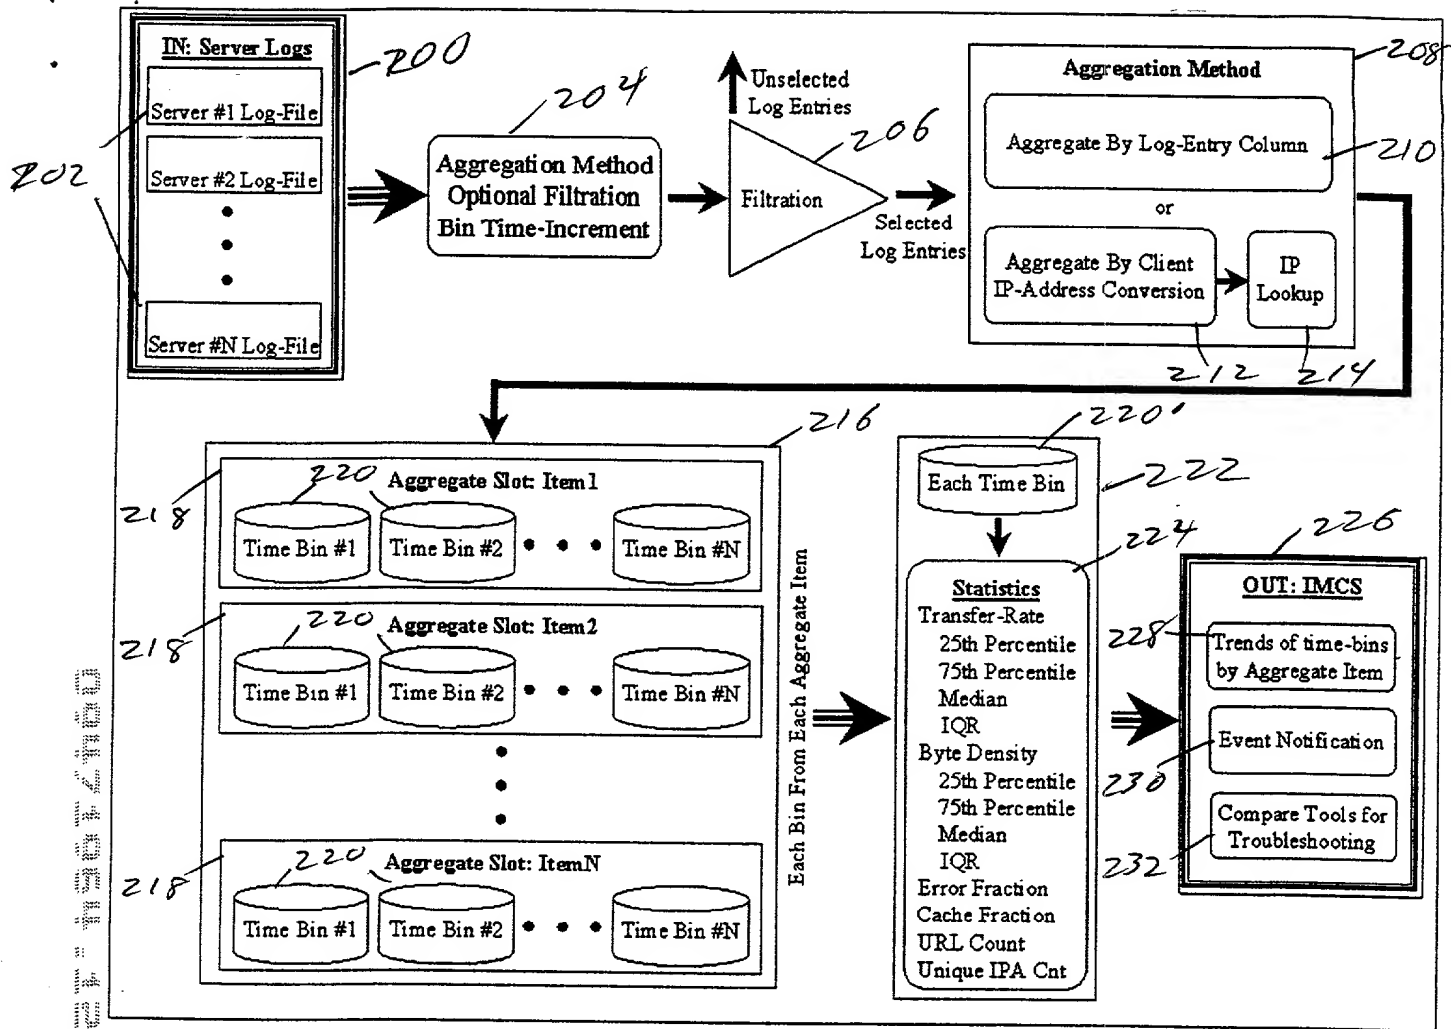 IN: Server Logs
200
Server #1 Log-File
202
Server #2 Log-File
Server #N Log-File
204
Aggregation Method
Optional Filtration
Bin Time-Increment
Unselected
Log Entries
206
Filtration
Selected
Log Entries
208
Aggregation Method
Aggregate By Log-Entry Column
210
or
Aggregate By Client
IP-Address Conversion
IP
Lookup
212
214
216
218
220
Aggregate Slot: Item1
Time Bin #1
Time Bin #2
Time Bin #N
218
220
Aggregate Slot: Item2
Time Bin #1
Time Bin #2
Time Bin #N
218
220
Aggregate Slot: ItemN
Time Bin #1
Time Bin #2
Time Bin #N
Each Bin From Each Aggregate Item
220'
Each Time Bin
222
224
Statistics
Transfer-Rate
25th Percentile
75th Percentile
Median
IQR
Byte Density
25th Percentile
75th Percentile
Median
IQR
Error Fraction
Cache Fraction
URL Count
Unique IPA Cnt
226
OUT: IMCS
228
Trends of time-bins
by Aggregate Item
Event Notification
230
Compare Tools for
Troubleshooting
232